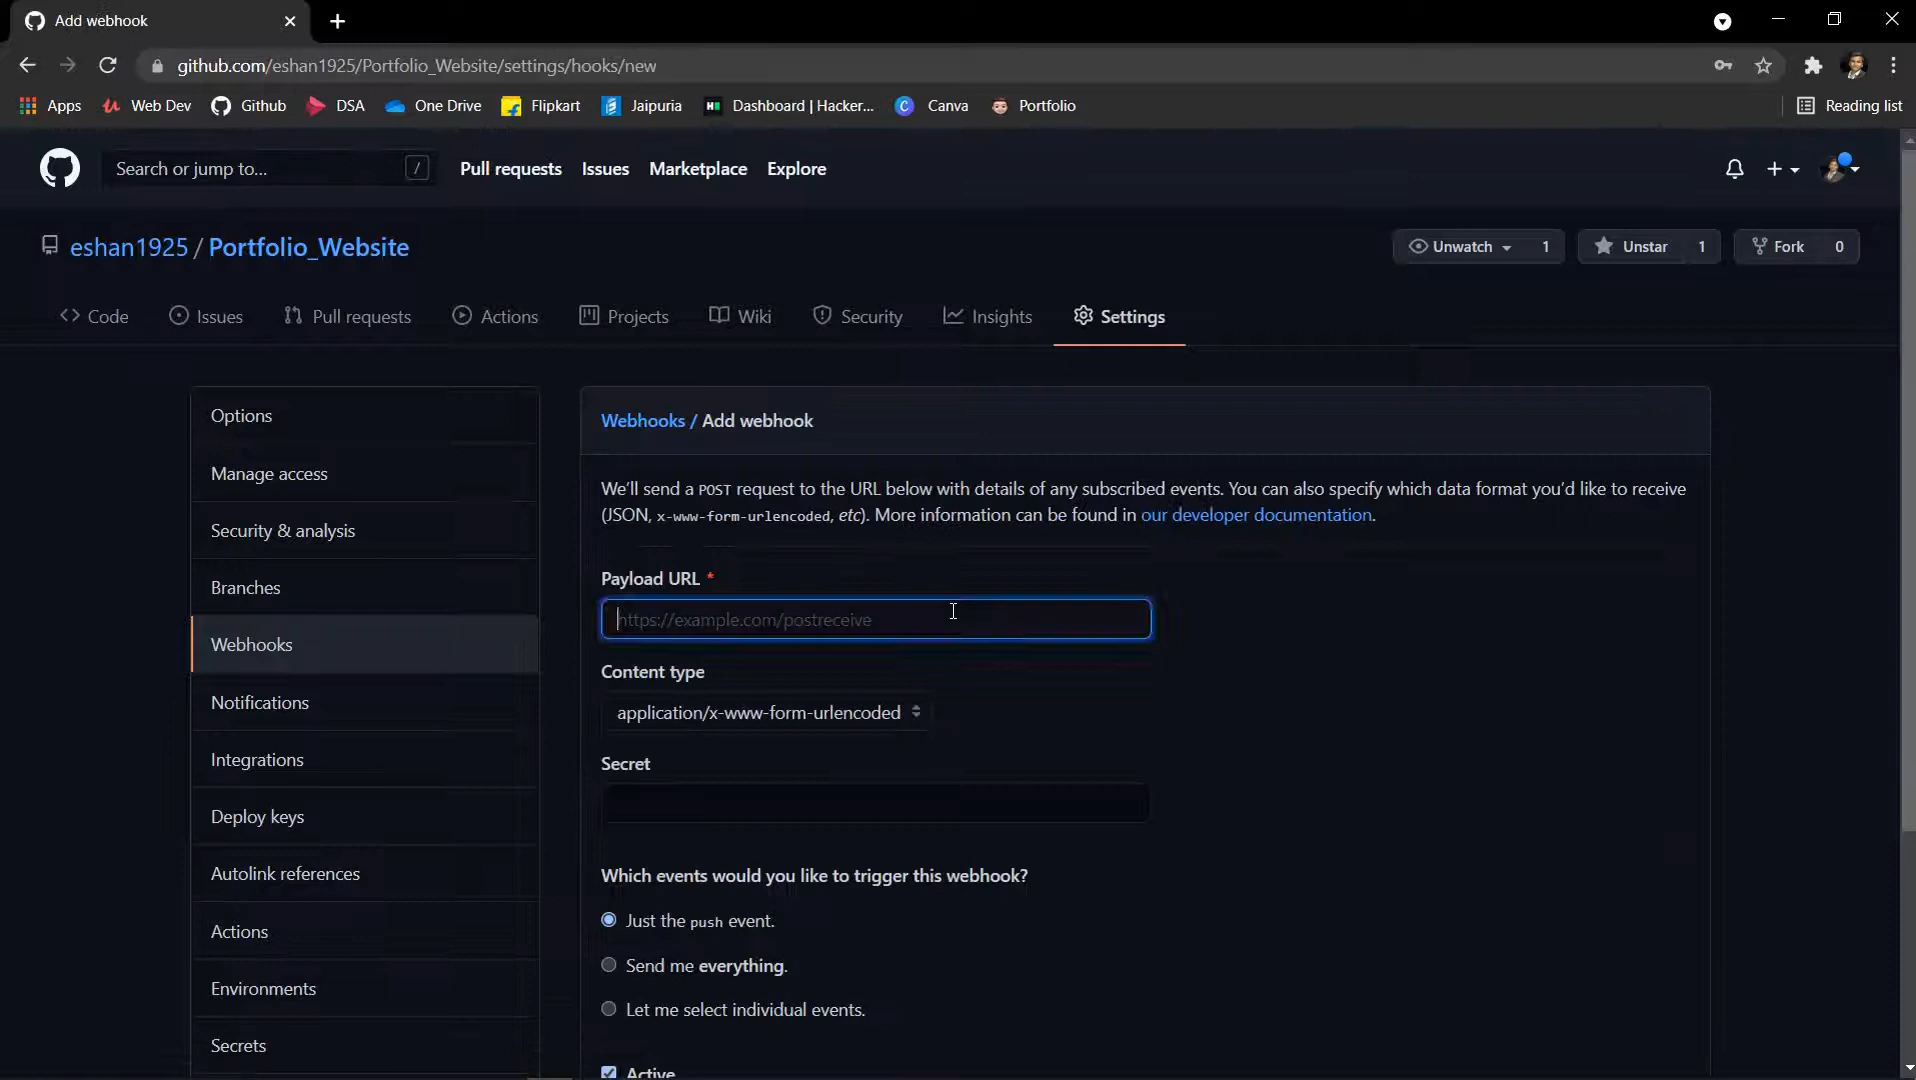 Add webhook
github.com/eshan1925/Portfolio_Website/settings/hooks/new
Apps Web Dev Github DSA One Drive Flipkart Jaipuria Dashboard | Hacker... Canva Portfolio Reading list
Search or jump to... / Pull requests Issues Marketplace Explore
eshan1925 / Portfolio_Website Unwatch 1 Unstar 1 Fork 0
Code Issues Pull requests Actions Projects Wiki Security Insights Settings
Options
Manage access
Security & analysis
Branches
Webhooks
Notifications
Integrations
Deploy keys
Autolink references
Actions
Environments
Secrets
Webhooks / Add webhook
We'll send a POST request to the URL below with details of any subscribed events. You can also specify which data format you'd like to receive
(JSON, x-www-form-urlencoded, etc). More information can be found in our developer documentation.
Payload URL *
https://example.com/postreceive
Content type
application/x-www-form-urlencoded
Secret
Which events would you like to trigger this webhook?
Just the push event.
Send me everything.
Let me select individual events.
Active